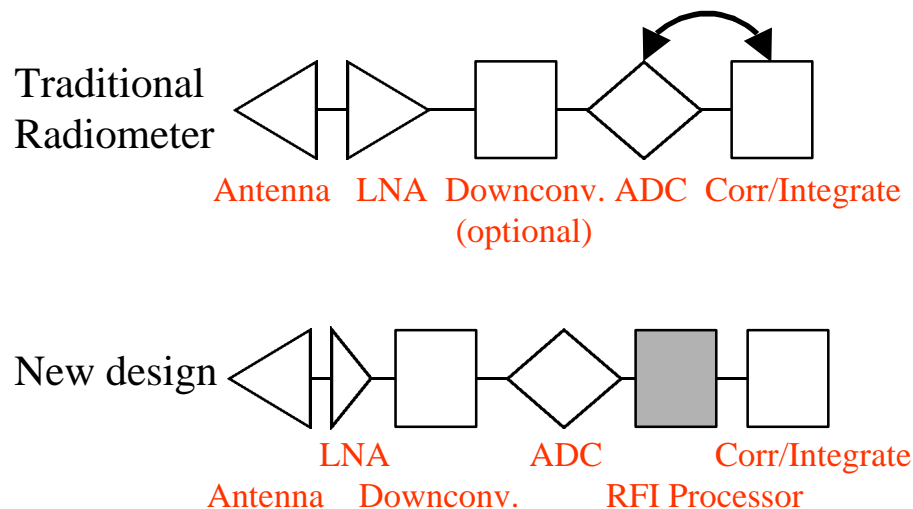 Traditional
Radiometer
Antenna LNA Downconv. ADC Corr/Integrate
(optional)
New design
LNA ADC Corr/Integrate
Antenna Downconv. RFI Processor